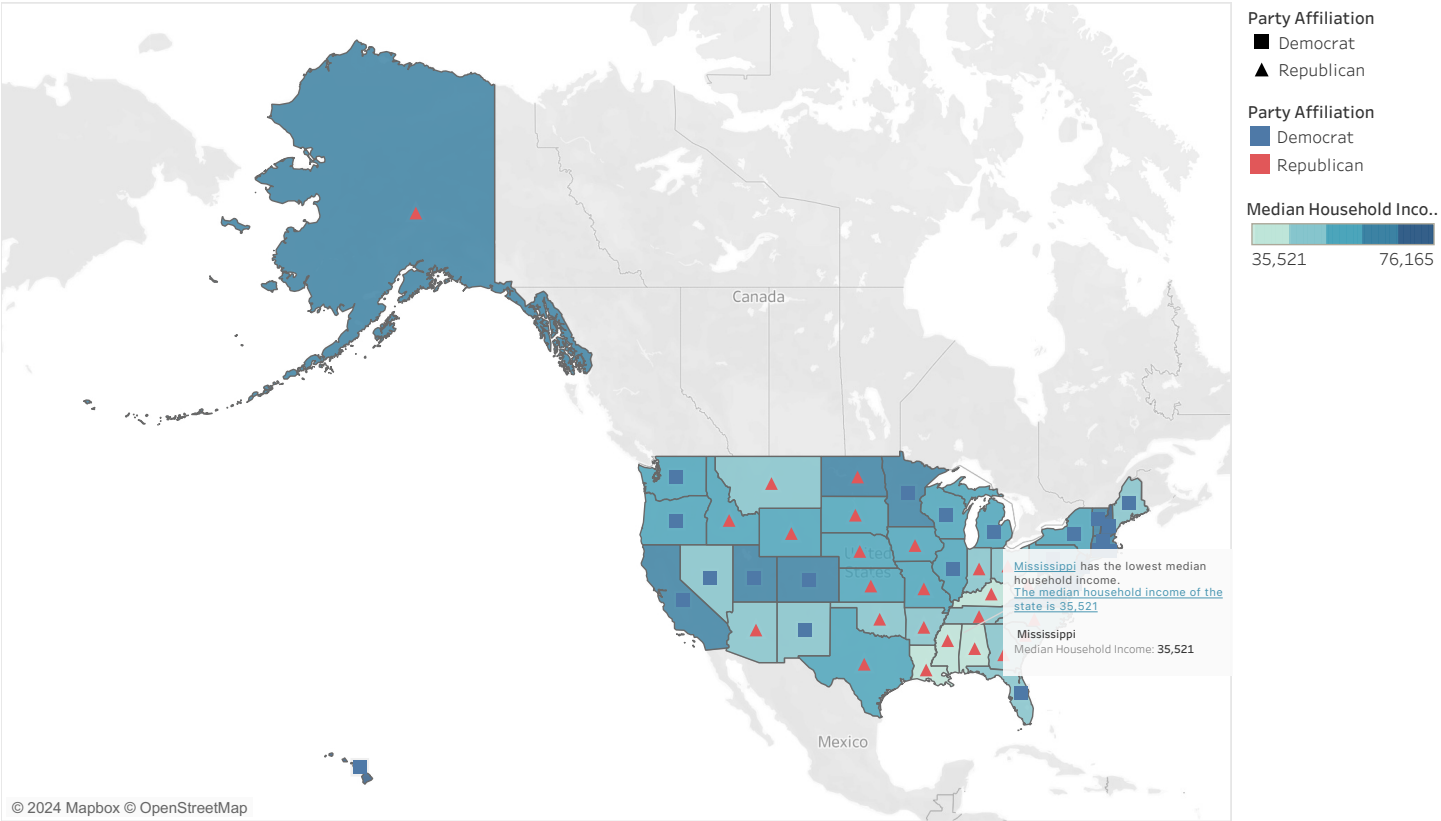 Party Affiliation
Democrat
Republican
Party Affiliation
Democrat
Republican
Median Household Inco..
35,521 76,165
Canada
United
States
Mississippi has the lowest median
household income.
The median household income of the
state is 35,521
Mississippi
Median Household Income: 35,521
Mexico
© 2024 Mapbox © OpenStreetMap